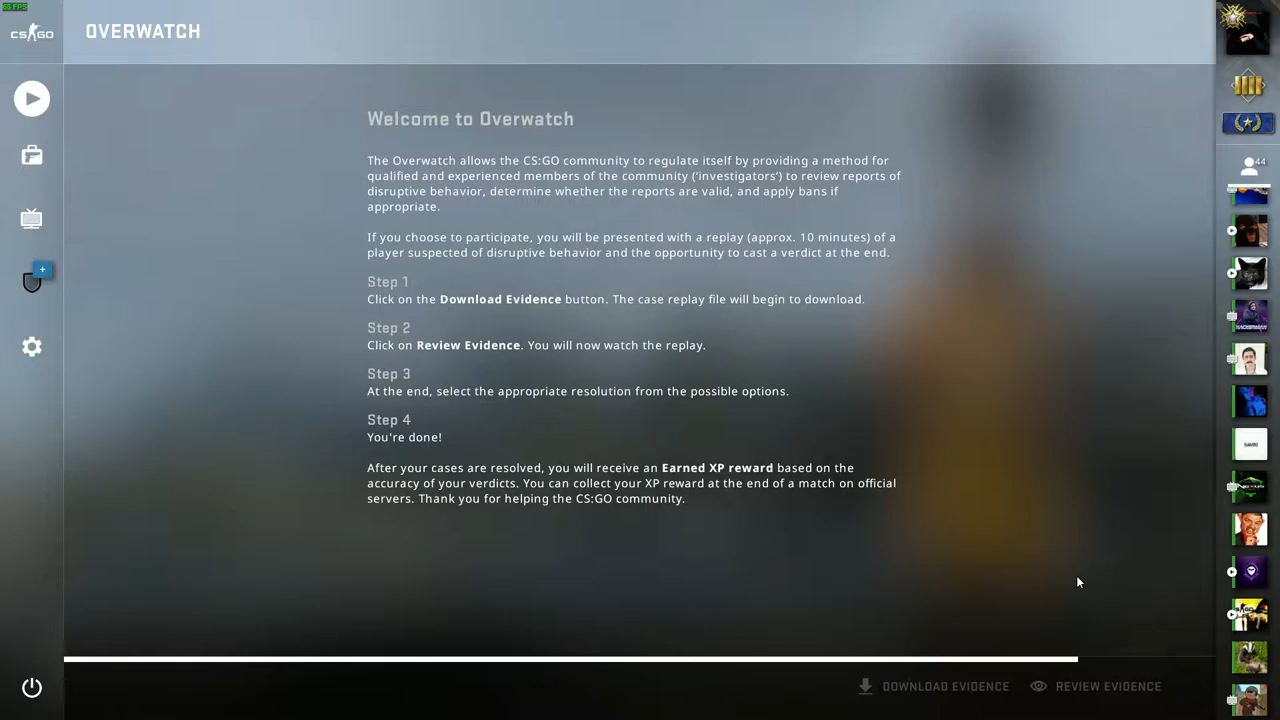 63 FPS
CS GO
OVERWATCH
Welcome to Overwatch
The Overwatch allows the CS:GO community to regulate itself by providing a method for
qualified and experienced members of the community ('investigators') to review reports of
disruptive behavior, determine whether the reports are valid, and apply bans if
appropriate.
If you choose to participate, you will be presented with a replay (approx. 10 minutes) of a
player suspected of disruptive behavior and the opportunity to cast a verdict at the end.
Step 1
Click on the Download Evidence button. The case replay file will begin to download.
Step 2
Click on Review Evidence. You will now watch the replay.
Step 3
At the end, select the appropriate resolution from the possible options.
Step 4
You're done!
After your cases are resolved, you will receive an Earned XP reward based on the
accuracy of your verdicts. You can collect your XP reward at the end of a match on official
servers. Thank you for helping the CS:GO community.
DOWNLOAD EVIDENCE
REVIEW EVIDENCE
44